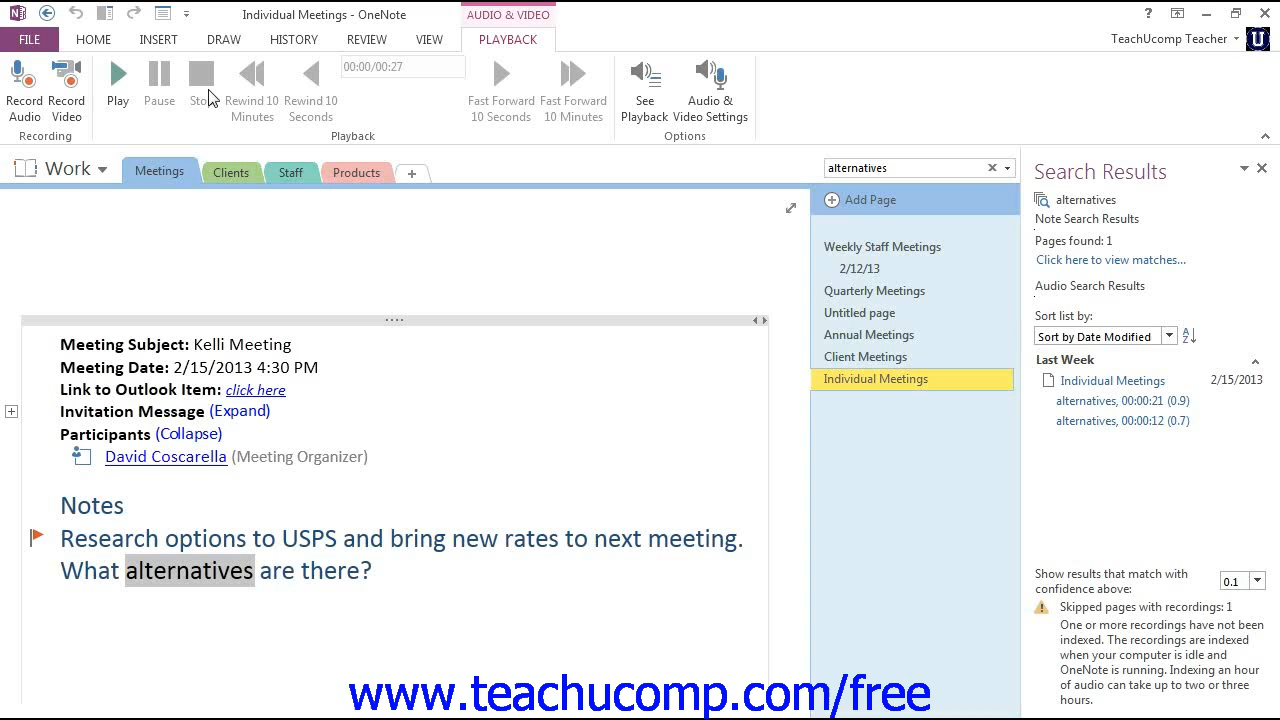 Individual Meetings - OneNote
AUDIO & VIDEO
FILE HOME INSERT DRAW HISTORY REVIEW VIEW PLAYBACK
TeachUcomp Teacher
Record Audio
Record Video
Play
Pause
Rewind 10 Minutes
Rewind 10 Seconds
00:00/00:27
Fast Forward 10 Seconds
Fast Forward 10 Minutes
See Playback
Audio & Video Settings
Recording
Playback
Options
Work
Meetings
Clients
Staff
Products
alternatives
Meeting Subject: Kelli Meeting
Meeting Date: 2/15/2013 4:30 PM
Link to Outlook Item: click here
Invitation Message (Expand)
Participants (Collapse)
David Coscarella (Meeting Organizer)
Notes
Research options to USPS and bring new rates to next meeting.
What alternatives are there?
Add Page
Weekly Staff Meetings
2/12/13
Quarterly Meetings
Untitled page
Annual Meetings
Client Meetings
Individual Meetings
Search Results
alternatives
Note Search Results
Pages found: 1
Click here to view matches...
Audio Search Results
Sort list by:
Sort by Date Modified
Last Week
Individual Meetings 2/15/2013
alternatives, 00:00:21 (0.9)
alternatives, 00:00:12 (0.7)
Show results that match with
confidence above: 0.1
Skipped pages with recordings: 1
One or more recordings have not been
indexed. The recordings are indexed
when your computer is idle and
OneNote is running. Indexing an hour
of audio can take up to two or three
hours.
www.teachucomp.com/free